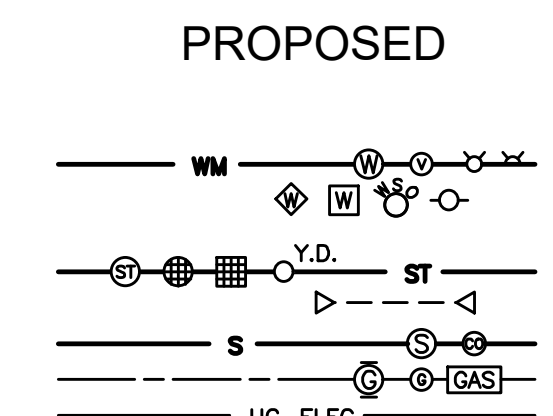 PROPOSED
WM W V
W W W S O
Y.D.
ST ST
S S CO
G G GAS
UG ELEC